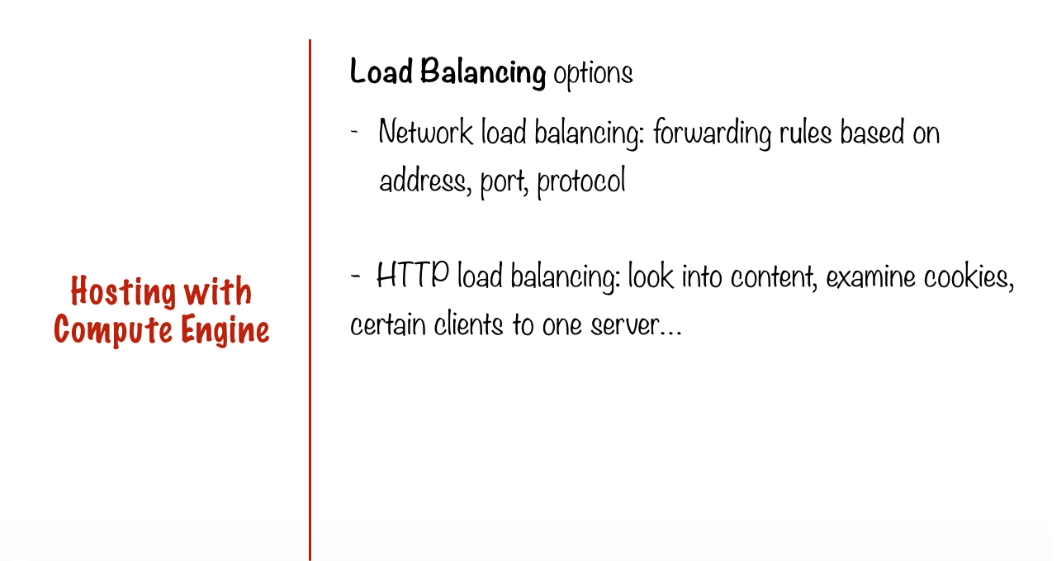 Hosting with
Compute Engine
Load Balancing options
- Network load balancing: forwarding rules based on
address, port, protocol
- HTTP load balancing: look into content, examine cookies,
certain clients to one server...